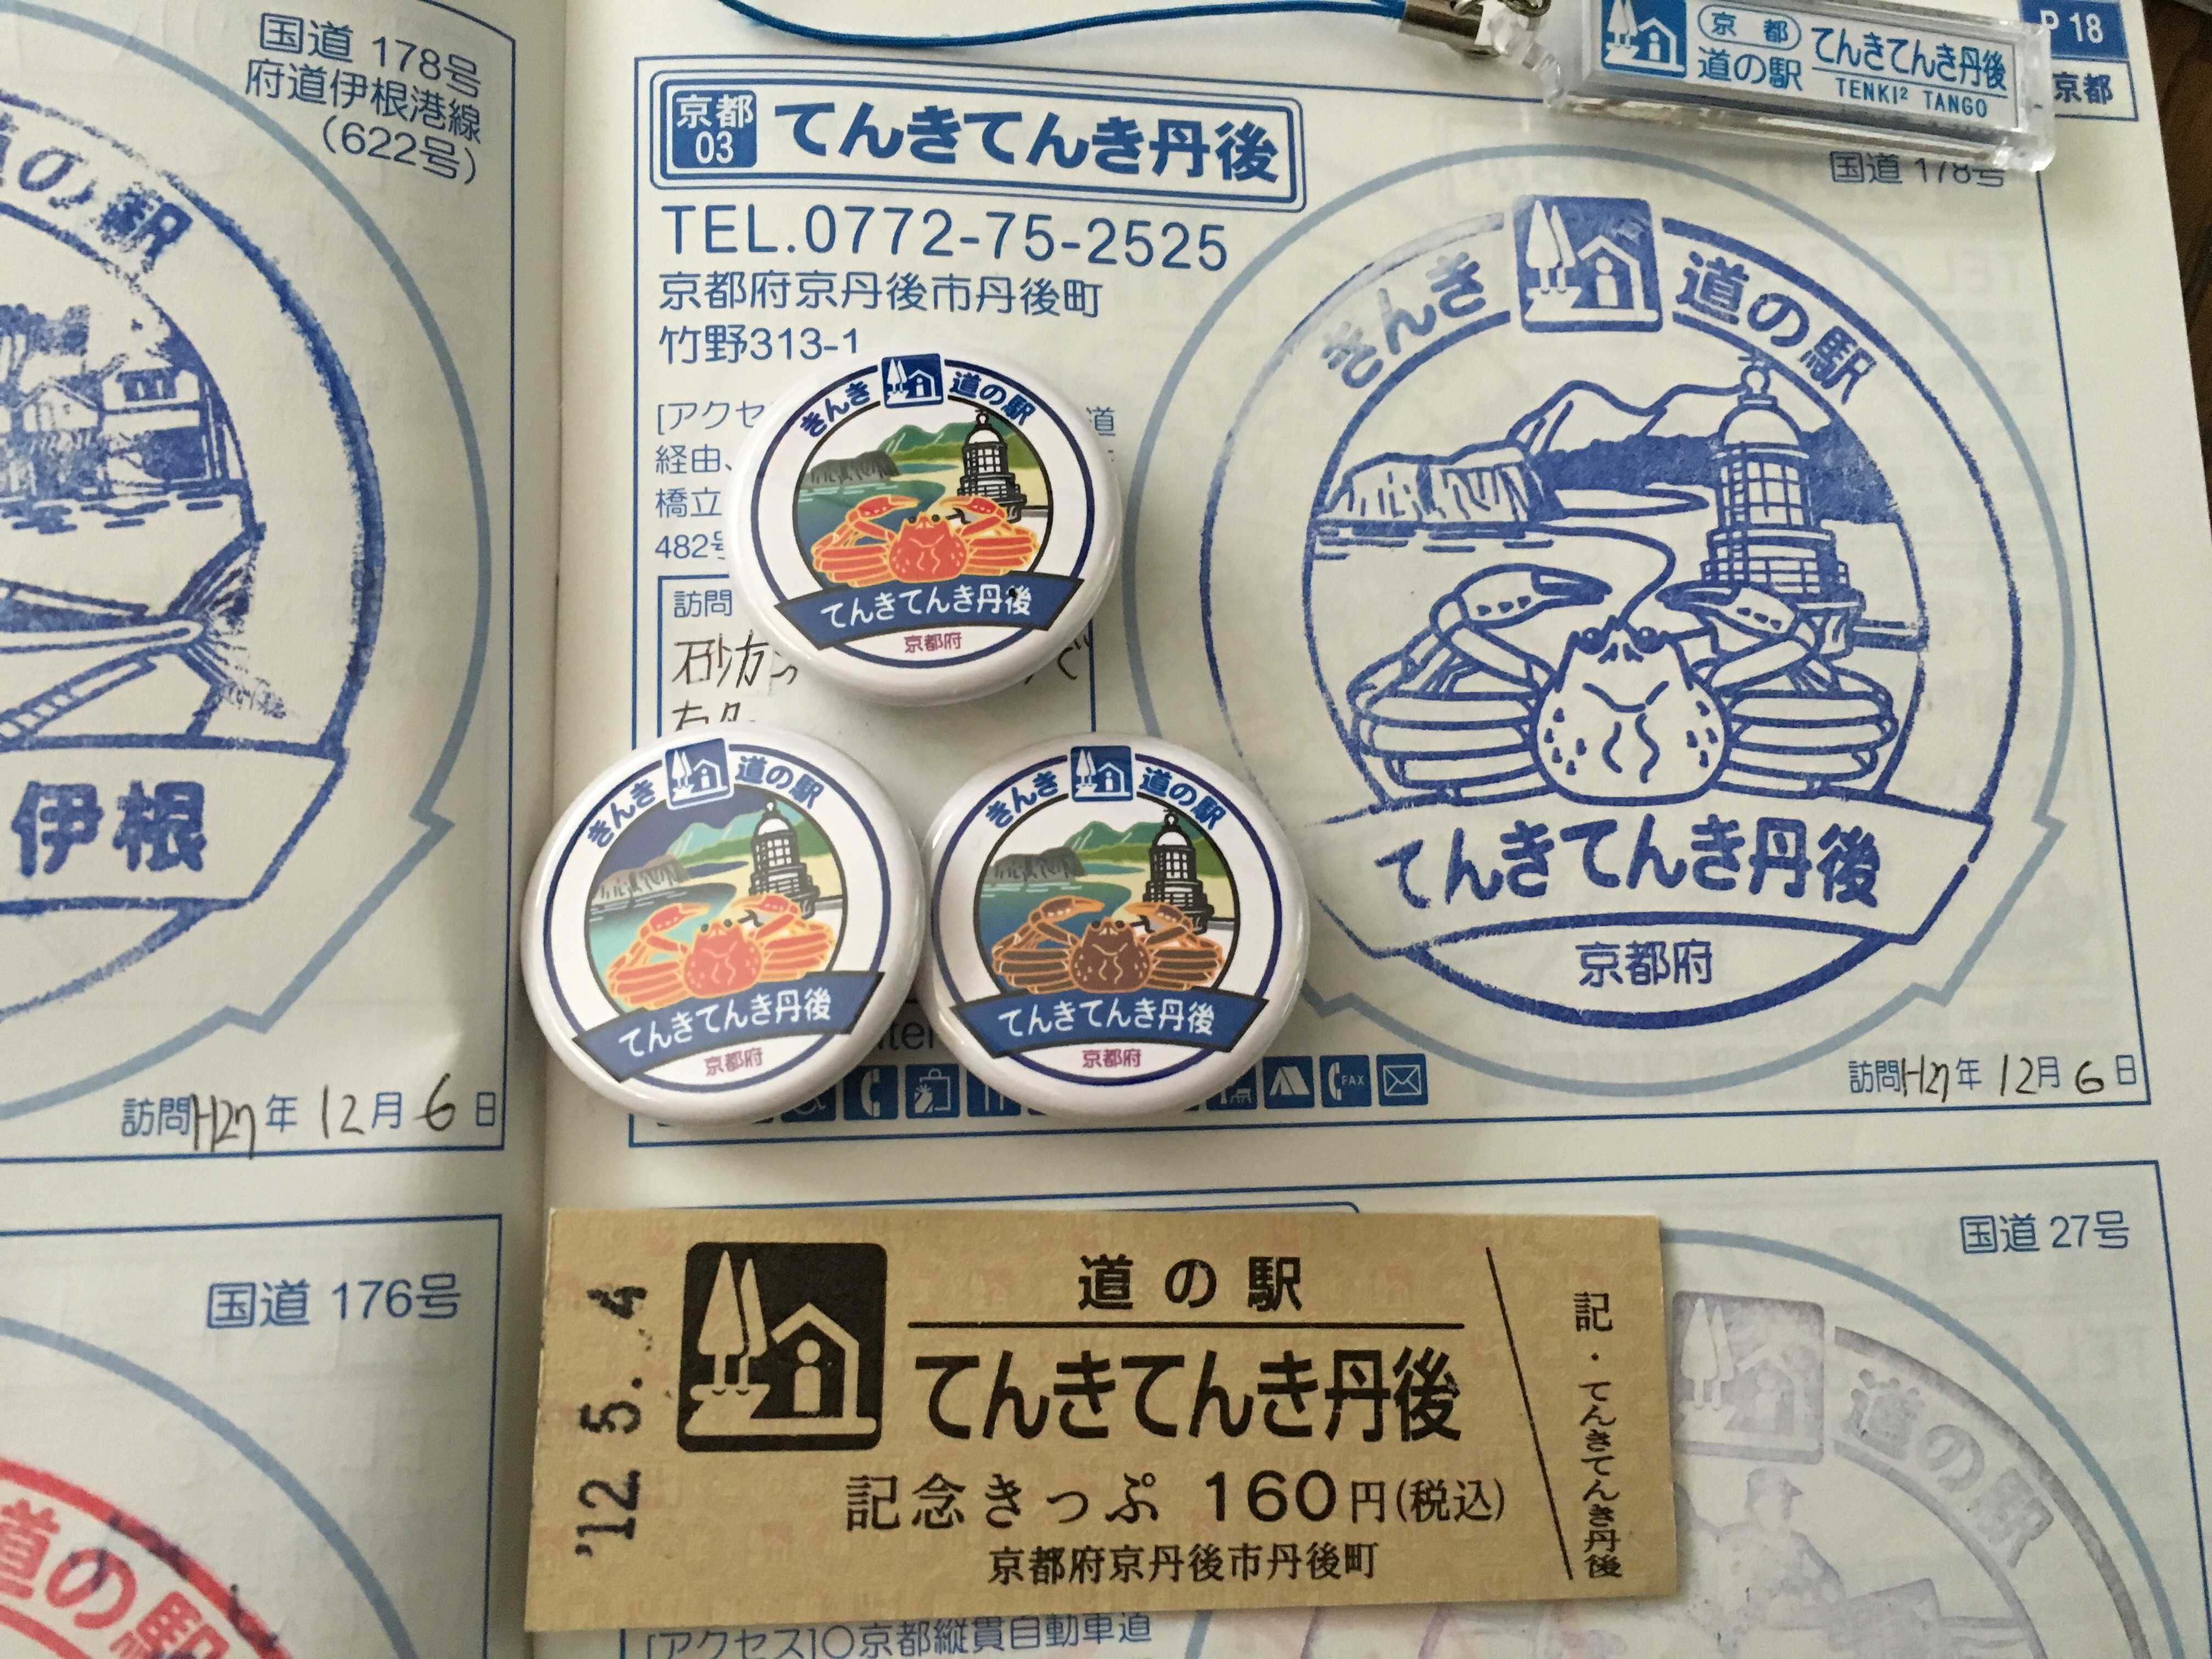 国道 178号
府道伊根港線
(622号)
の駅
伊根
訪問H27年 12月 6日
国道 176号
道の駅
P 18
京都
京都 道の駅 てんきてんき丹後
TENKI² TANGO
京都 03 てんきてんき丹後
TEL.0772-75-2525
京都府京丹後市丹後町
竹野313-1
[アクセ
道
経由、
橋立
482号
訪問
国道 178号
きんき 道の駅
てんきてんき丹後
京都府
訪問H27年 12月 6日
きんき 道の駅
てんきてんき丹後
京都府
きんき 道の駅
てんきてんき丹後
京都府
きんき 道の駅
てんきてんき丹後
京都府
FAX
'12. 5. 4
道の駅
てんきてんき丹後
記念きっぷ 160円(税込)
京都府京丹後市丹後町
記・てんきてんき丹後
国道 27号
道の駅
[アクセス]○京都縦貫自動車道